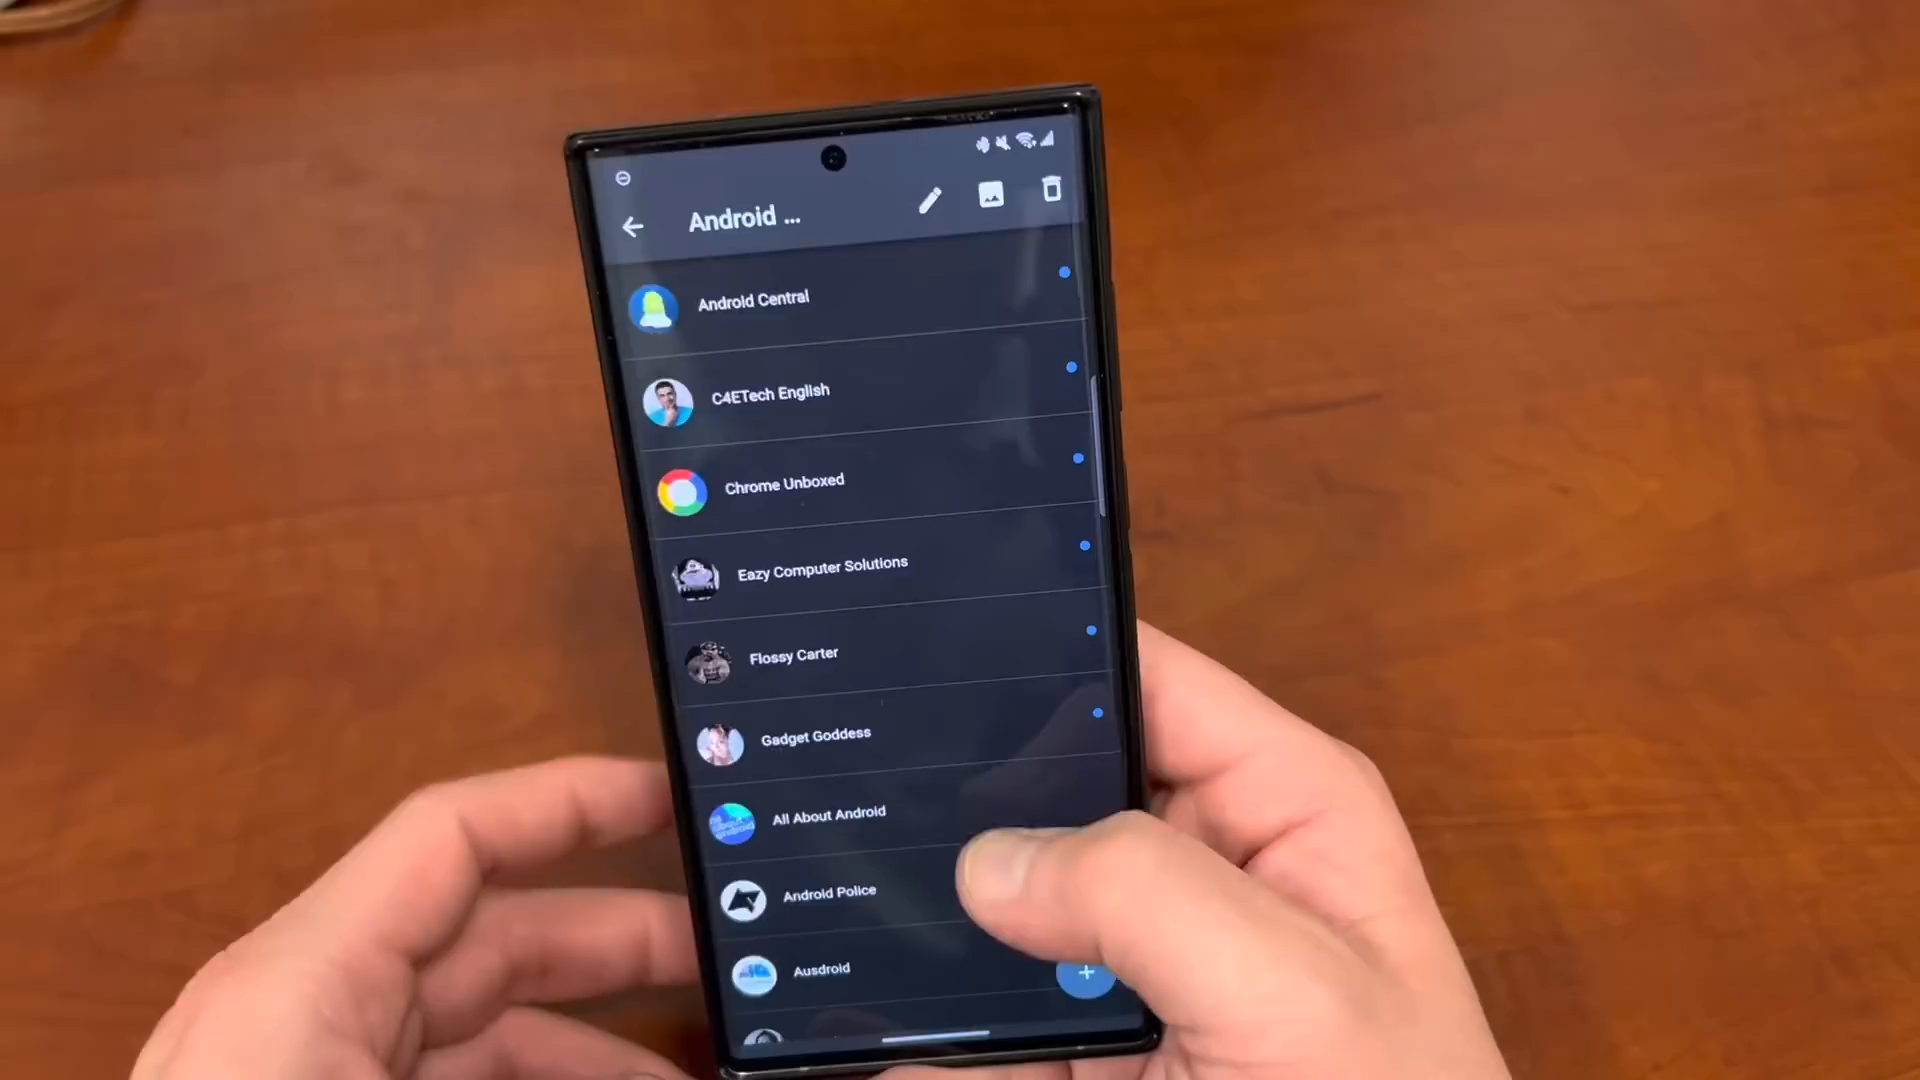 Android ...
Android Central
C4ETech English
Chrome Unboxed
Eazy Computer Solutions
Flossy Carter
Gadget Goddess
All About Android
Android Police
Ausdroid